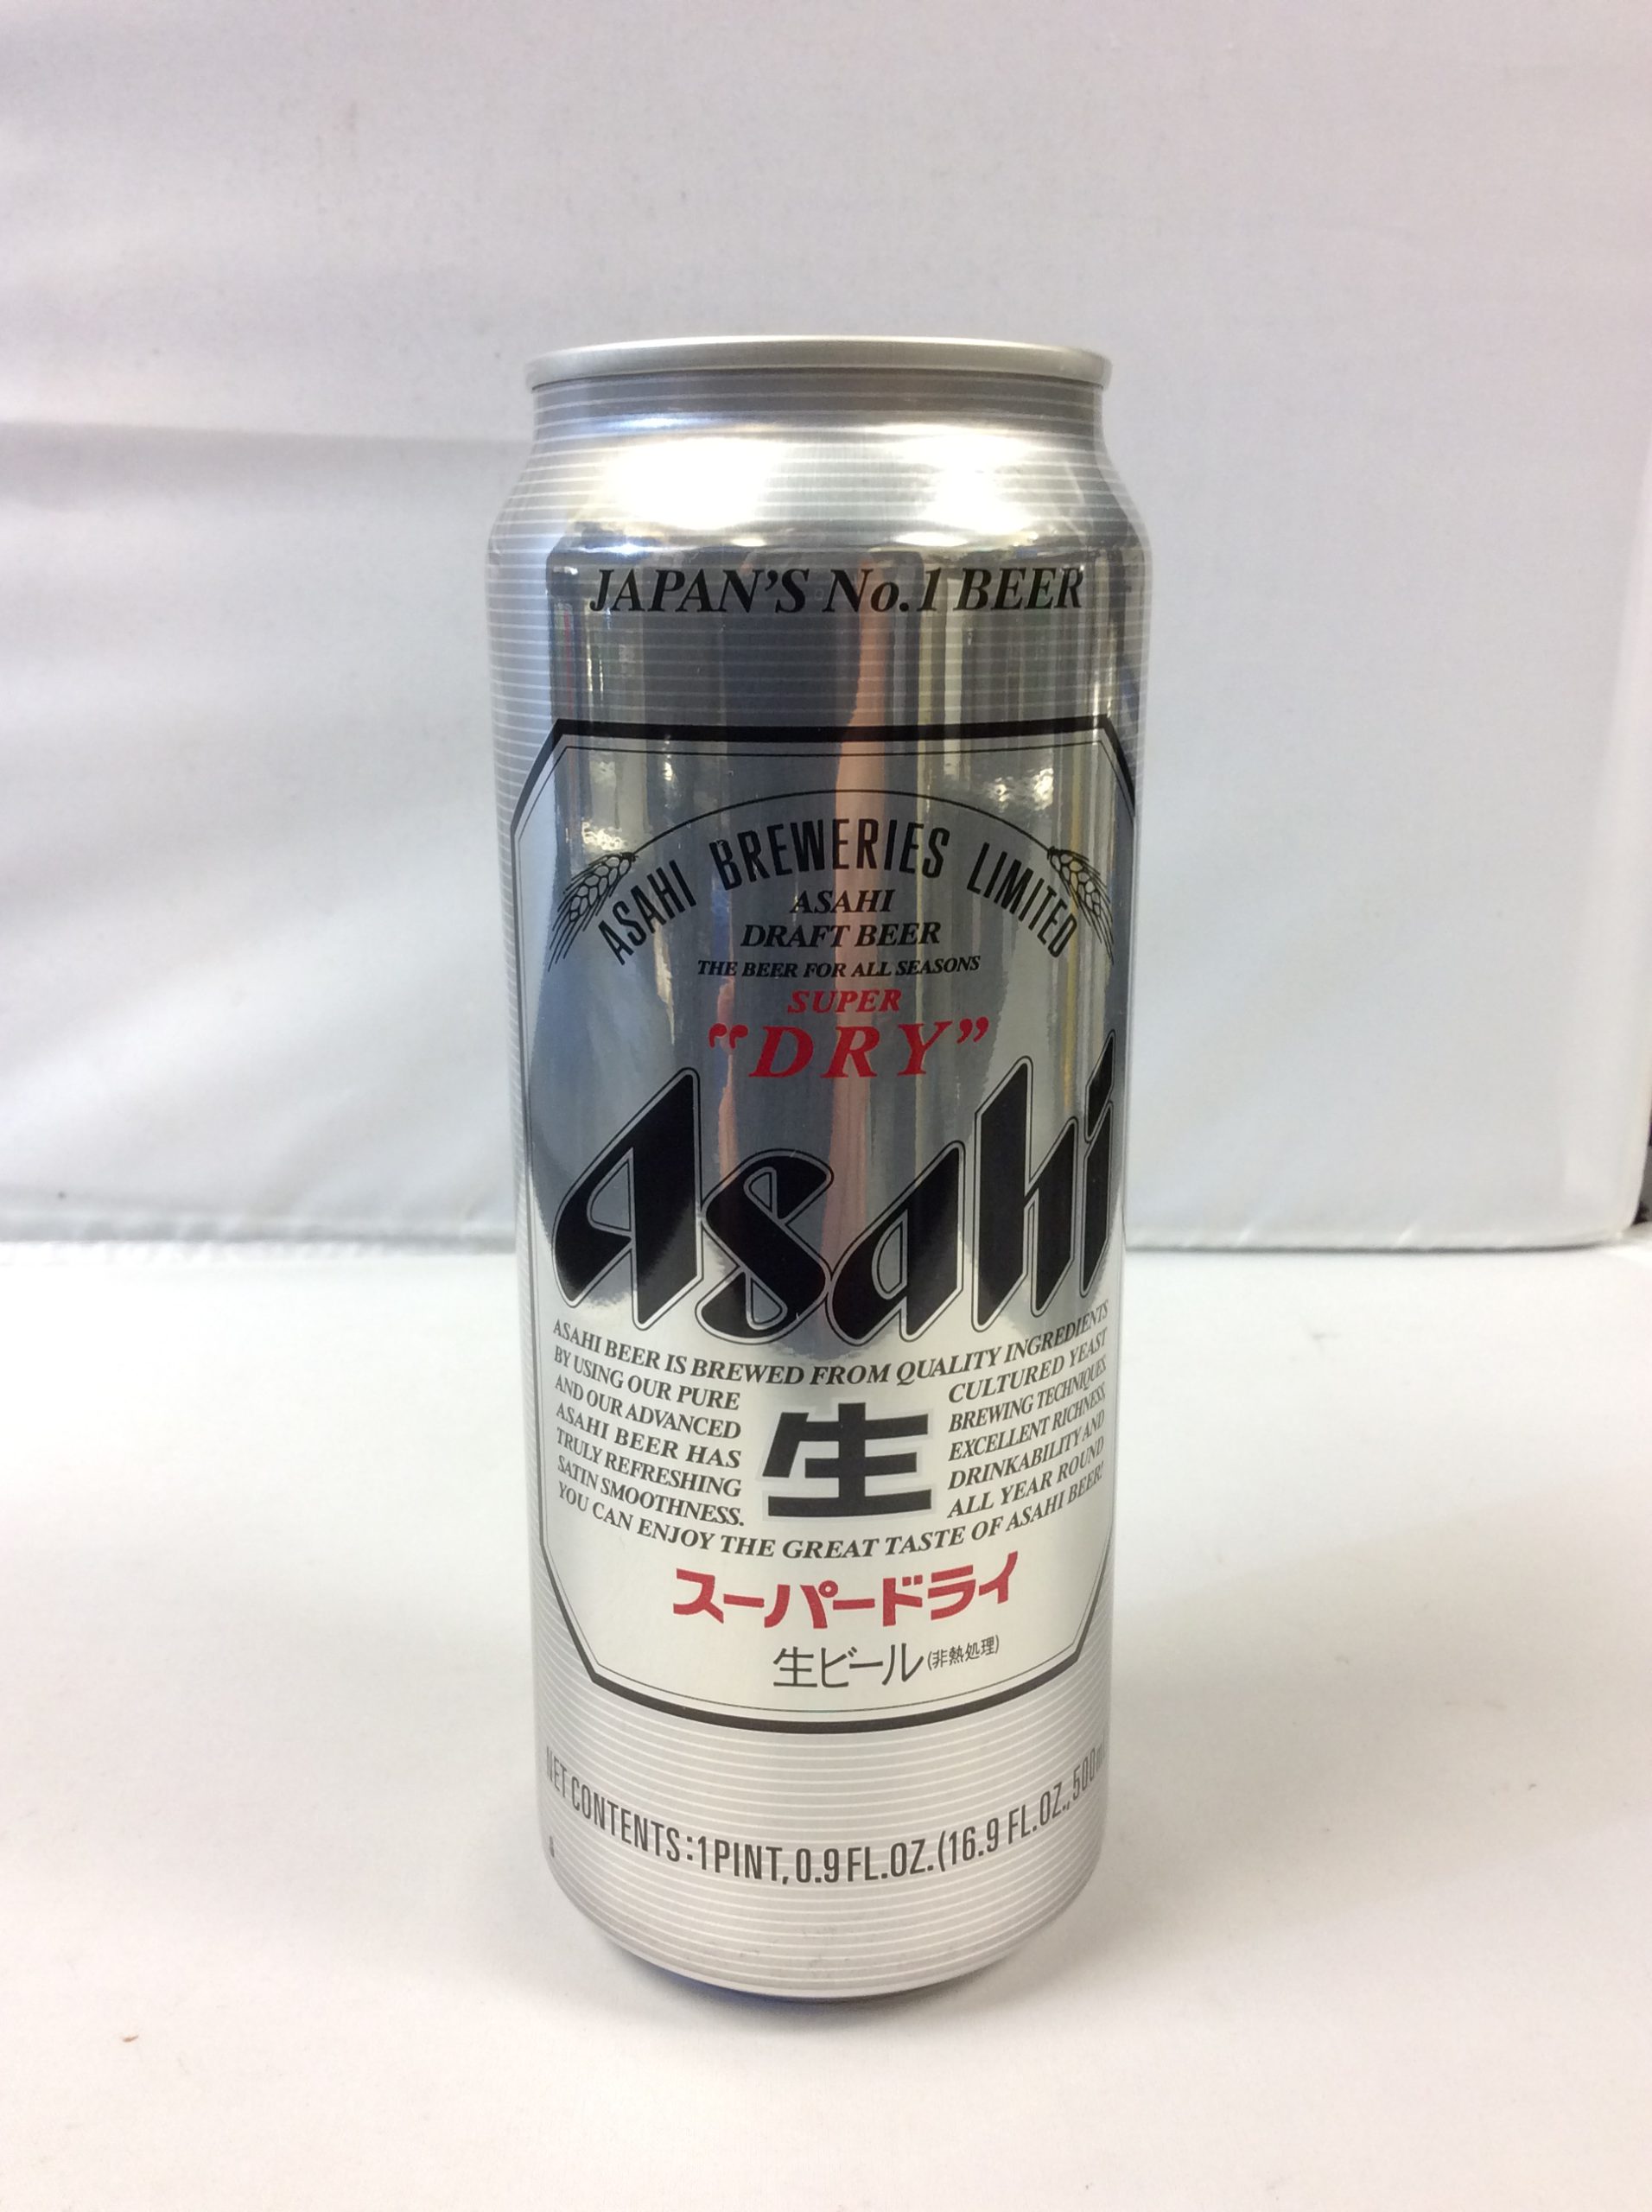 JAPAN'S No.1 BEER
ASAHI BREWERIES LIMITED
ASAHI
DRAFT BEER
THE BEER FOR ALL SEASONS
SUPER
"DRY"
Asahi
ASAHI BEER IS BREWED FROM QUALITY INGREDIENTS
BY USING OUR PURE CULTURED YEAST
AND OUR ADVANCED BREWING TECHNIQUES.
ASAHI BEER HAS EXCELLENT RICHNESS,
TRULY REFRESHING DRINKABILITY AND
SATIN SMOOTHNESS. ALL YEAR ROUND
生
YOU CAN ENJOY THE GREAT TASTE OF ASAHI BEER!
スーパードライ
生ビール(非熱処理)
NET CONTENTS:1PINT,0.9FL.OZ.(16.9 FL.OZ.,500m